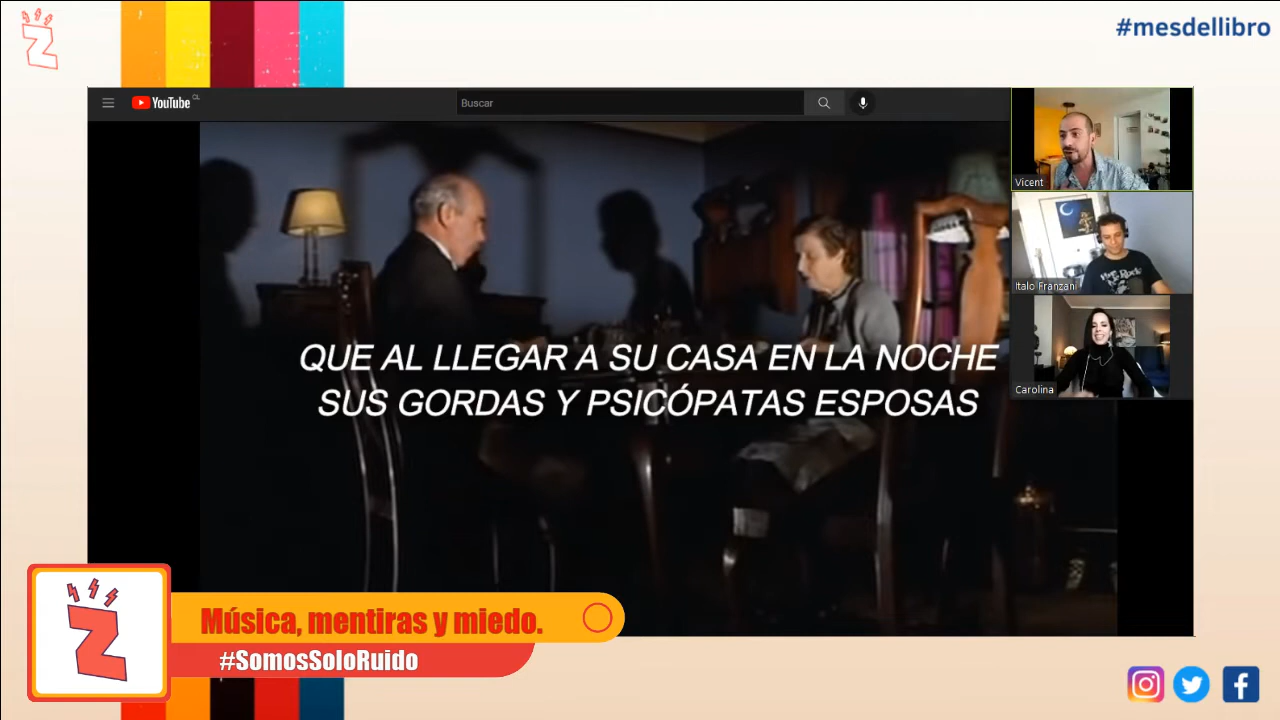 #mesdellibro
YouTube CL
Buscar
Vicent
Italo Franzani
Carolina
QUE AL LLEGAR A SU CASA EN LA NOCHE
SUS GORDAS Y PSICÓPATAS ESPOSAS
Música, mentiras y miedo.
#SomosSoloRuido